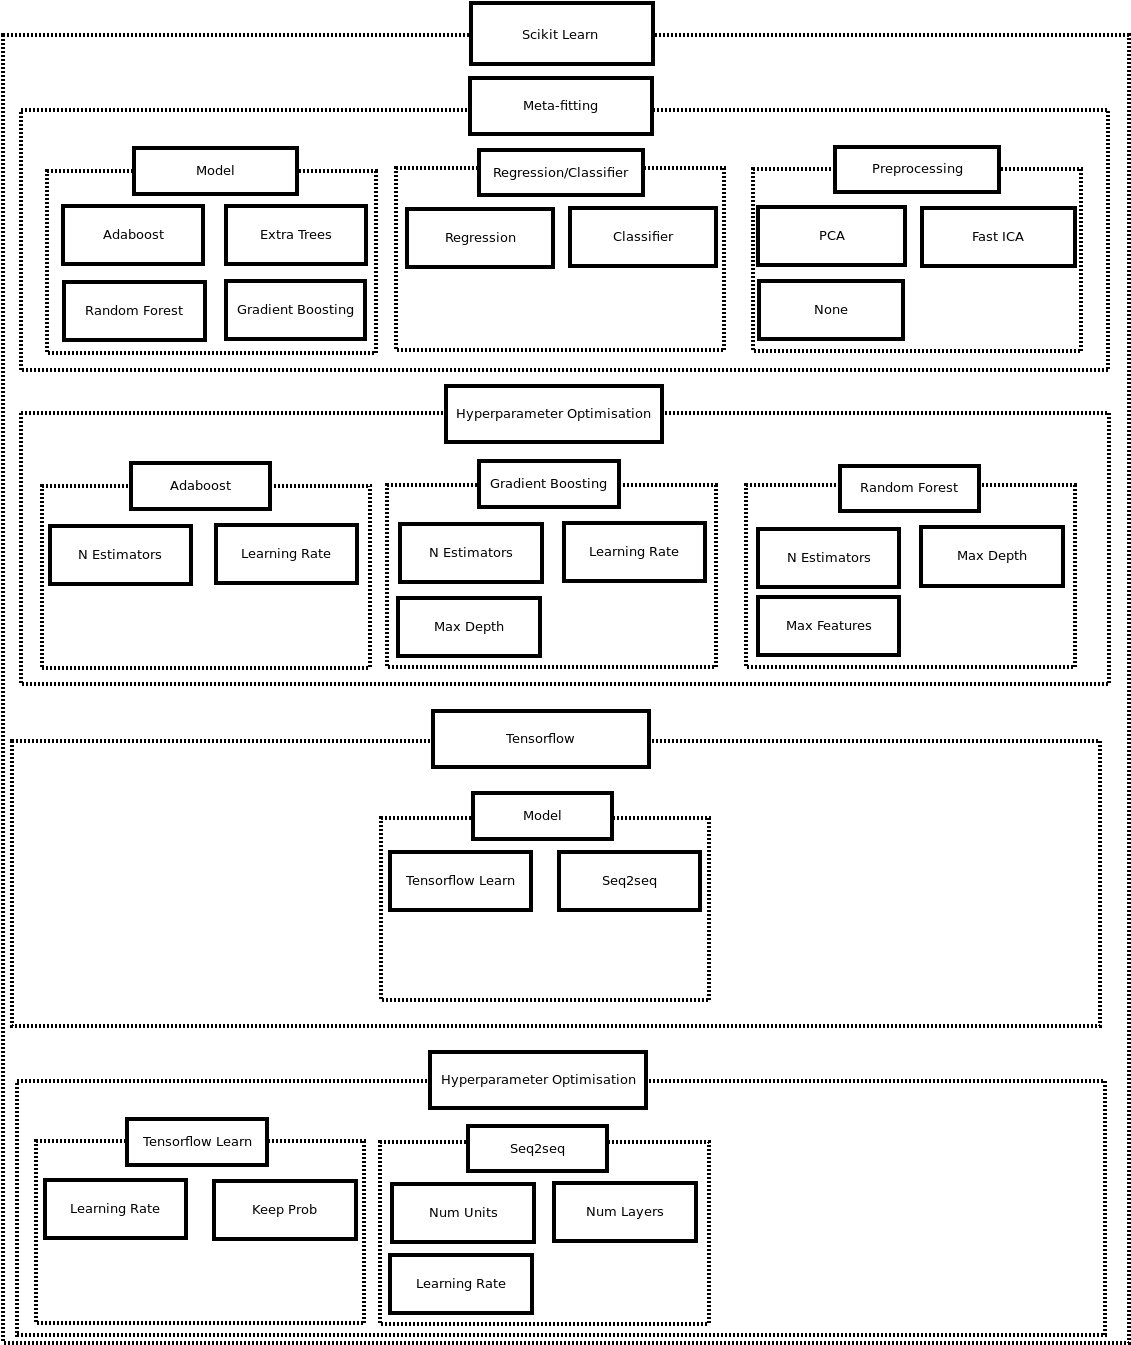 Scikit Learn
Meta-fitting
Model
Adaboost
Extra Trees
Random Forest
Gradient Boosting
Regression/Classifier
Regression
Classifier
Preprocessing
PCA
Fast ICA
None
Hyperparameter Optimisation
Adaboost
N Estimators
Learning Rate
Gradient Boosting
N Estimators
Learning Rate
Max Depth
Random Forest
N Estimators
Max Depth
Max Features
Tensorflow
Model
Tensorflow Learn
Seq2seq
Hyperparameter Optimisation
Tensorflow Learn
Learning Rate
Keep Prob
Seq2seq
Num Units
Num Layers
Learning Rate